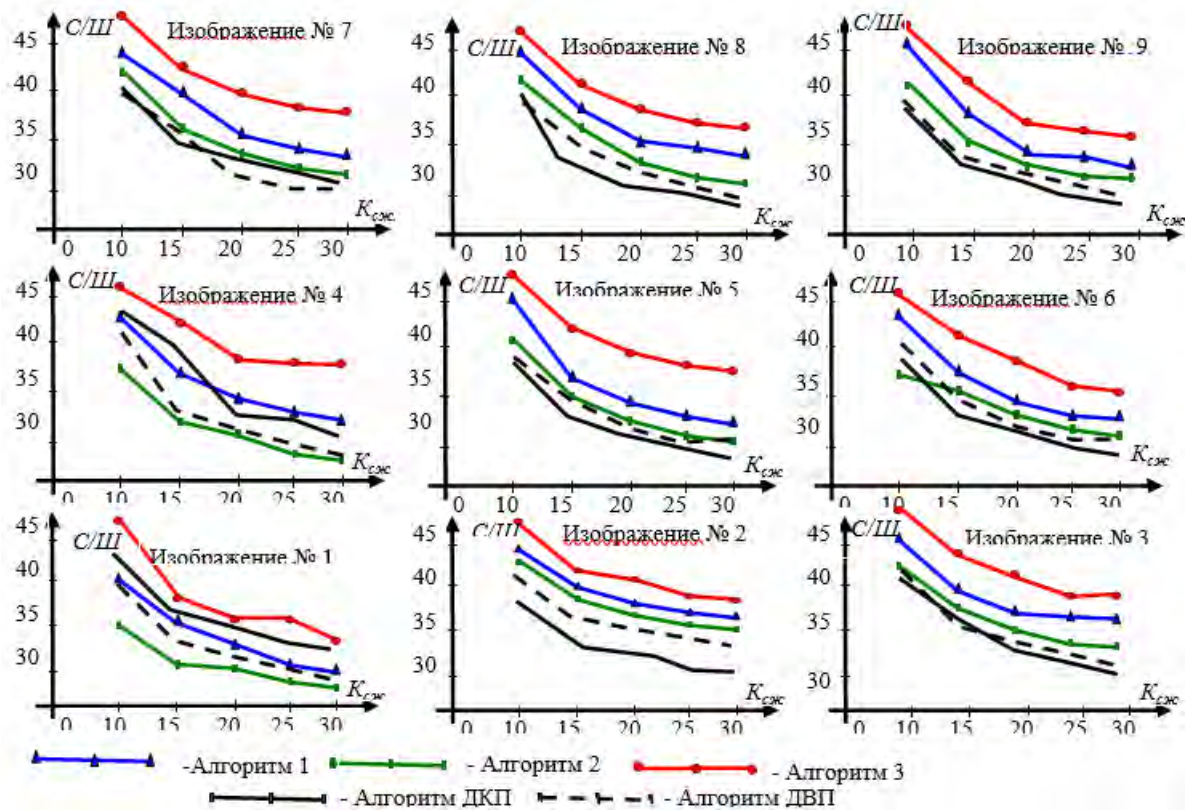 С/Ш Изображение № 7
45
40
35
30
Ксж
0 10 15 20 25 30
С/Ш Изображение № 8
45
40
35
30
Ксж
0 10 15 20 25 30
С/Ш Изображение № 9
45
40
35
30
Ксж
0 10 15 20 25 30
С/Ш Изображение № 4
45
40
35
30
Ксж
0 10 15 20 25 30
С/Ш Изображение № 5
45
40
35
30
Ксж
0 10 15 20 25 30
С/Ш Изображение № 6
45
40
35
30
Ксж
0 10 15 20 25 30
С/Ш Изображение № 1
45
40
35
30
Ксж
0 10 15 20 25 30
С/Ш Изображение № 2
45
40
35
30
Ксж
0 10 15 20 25 30
С/Ш Изображение № 3
45
40
35
30
Ксж
0 10 15 20 25 30
-Алгоритм 1 - Алгоритм 2 - Алгоритм 3
- Алгоритм ДКП - Алгоритм ДВП